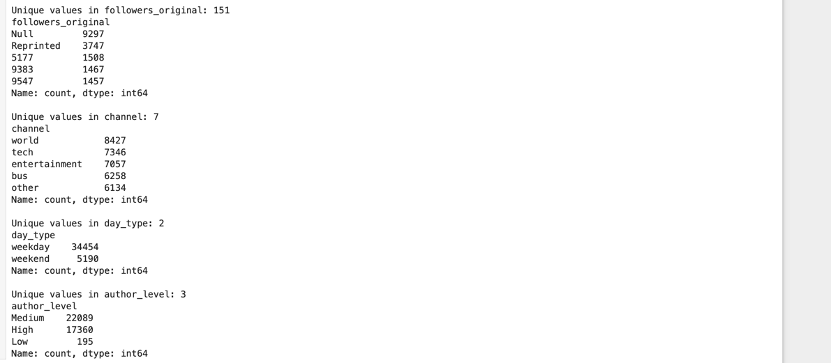 Unique values in followers_original: 151
followers_original
Null         9297
Reprinted    3747
5177         1508
9383         1467
9547         1457
Name: count, dtype: int64

Unique values in channel: 7
channel
world            8427
tech             7346
entertainment    7057
bus              6258
other            6134
Name: count, dtype: int64

Unique values in day_type: 2
day_type
weekday    34454
weekend     5190
Name: count, dtype: int64

Unique values in author_level: 3
author_level
Medium    22089
High      17360
Low         195
Name: count, dtype: int64